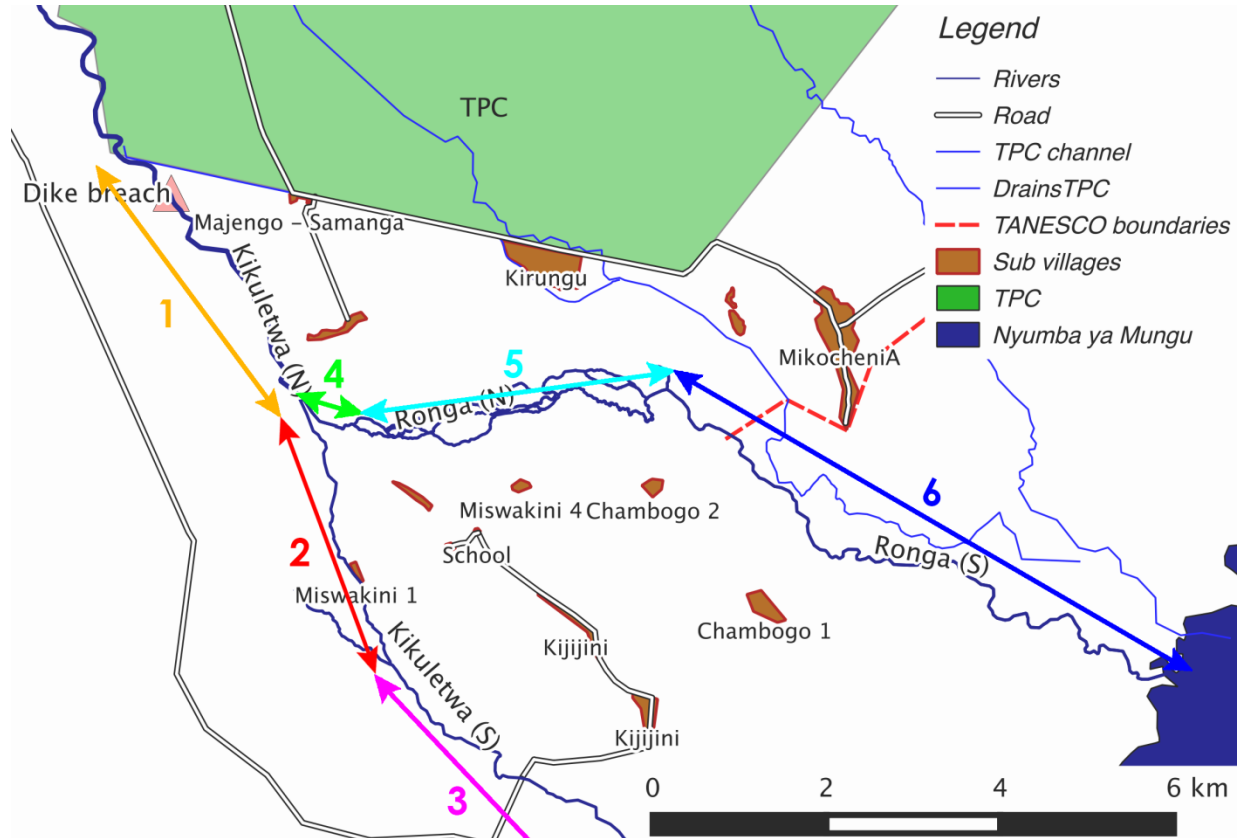 Legend
Rivers
Road
TPC channel
DrainsTPC
TANESCO boundaries
Sub villages
TPC
Nyumba ya Mungu
TPC
Dike breach
Majengo - Samanga
Kirungu
MikocheniA
Kikuletwa (N)
1
4
5
Ronga (N)
6
2
Miswakini 4
Chambogo 2
School
Ronga (S)
Miswakini 1
Chambogo 1
Kijijini
Kikuletwa (S)
Kijijini
3
0 2 4 6 km